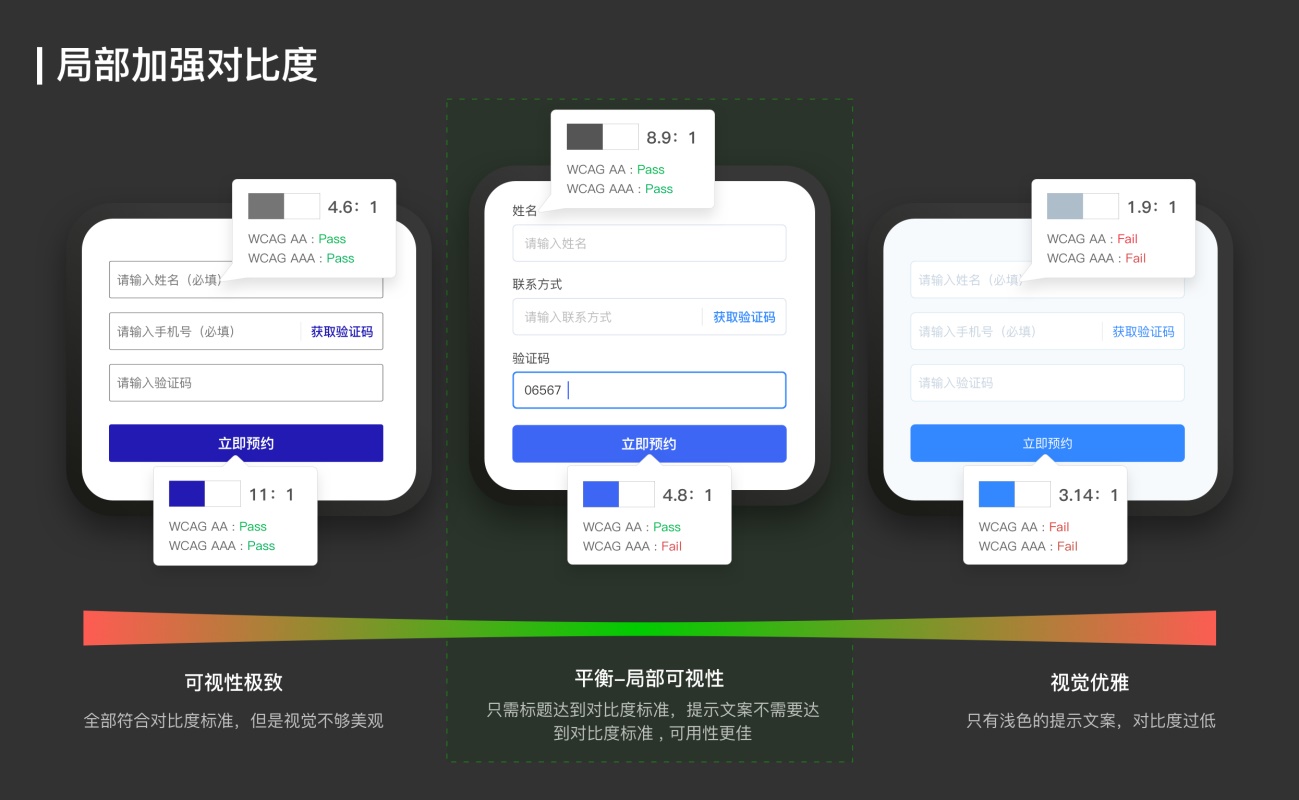 局部加强对比度
4.6：1
WCAG AA : Pass
WCAG AAA : Pass
请输入姓名（必填）
请输入手机号（必填）
获取验证码
请输入验证码
立即预约
11：1
WCAG AA : Pass
WCAG AAA : Pass
8.9：1
WCAG AA : Pass
WCAG AAA : Pass
姓名
请输入姓名
联系方式
请输入联系方式
获取验证码
验证码
06567
立即预约
4.8：1
WCAG AA : Pass
WCAG AAA : Fail
1.9：1
WCAG AA : Fail
WCAG AAA : Fail
请输入姓名（必填）
请输入手机号（必填）
获取验证码
请输入验证码
立即预约
3.14：1
WCAG AA : Fail
WCAG AAA : Fail
可视性极致
全部符合对比度标准，但是视觉不够美观
平衡–局部可视性
只需标题达到对比度标准，提示文案不需要达
到对比度标准 , 可用性更佳
视觉优雅
只有浅色的提示文案，对比度过低